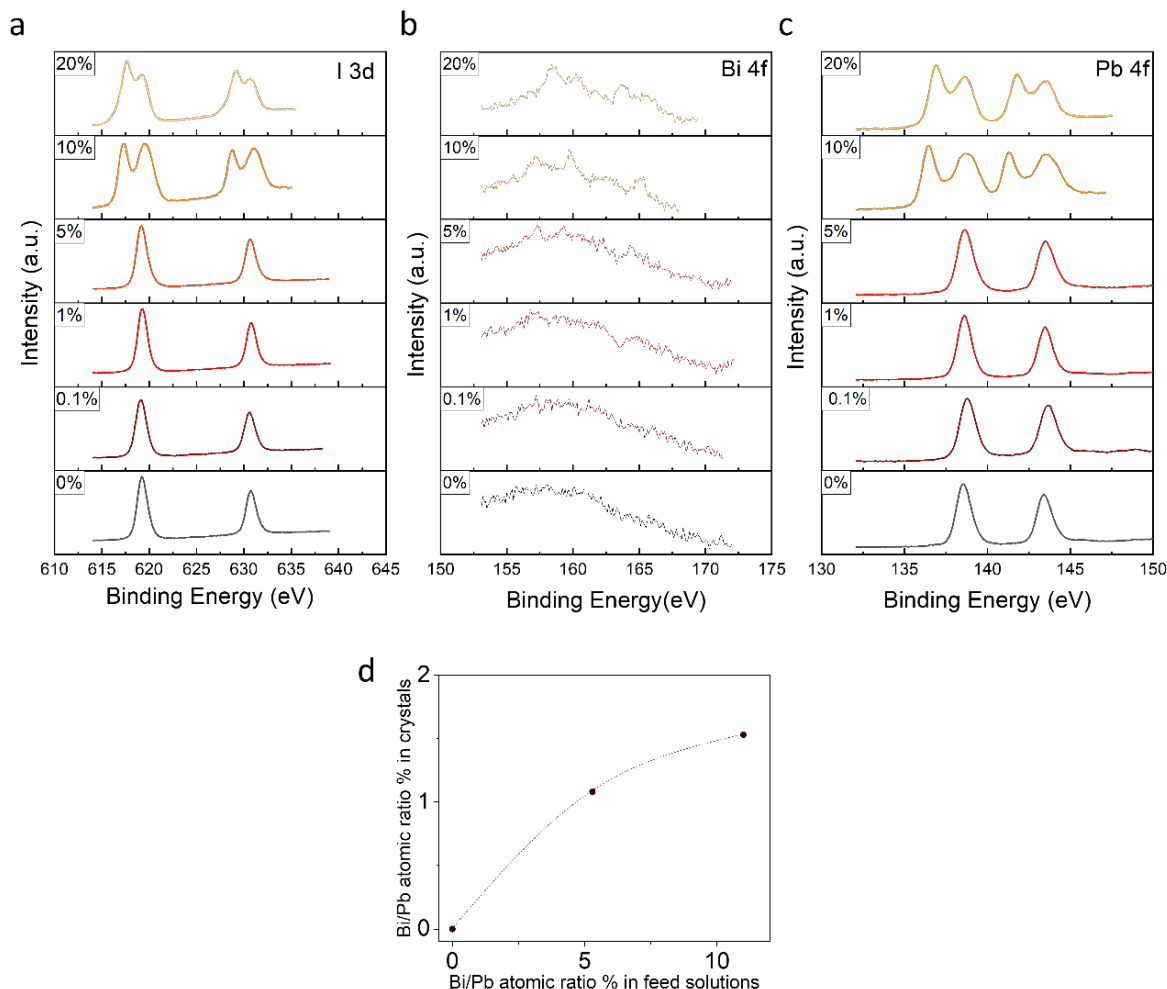 a
I 3d
20%
10%
5%
1%
0.1%
0%
Intensity (a.u.)
610 615 620 625 630 635 640 645
Binding Energy (eV)
b
Bi 4f
20%
10%
5%
1%
0.1%
0%
Intensity (a.u.)
150 155 160 165 170 175
Binding Energy(eV)
c
Pb 4f
20%
10%
5%
1%
0.1%
0%
Intensity (a.u.)
130 135 140 145 150
Binding Energy (eV)
d
Bi/Pb atomic ratio % in crystals
2
1
0
0 5 10
Bi/Pb atomic ratio % in feed solutions